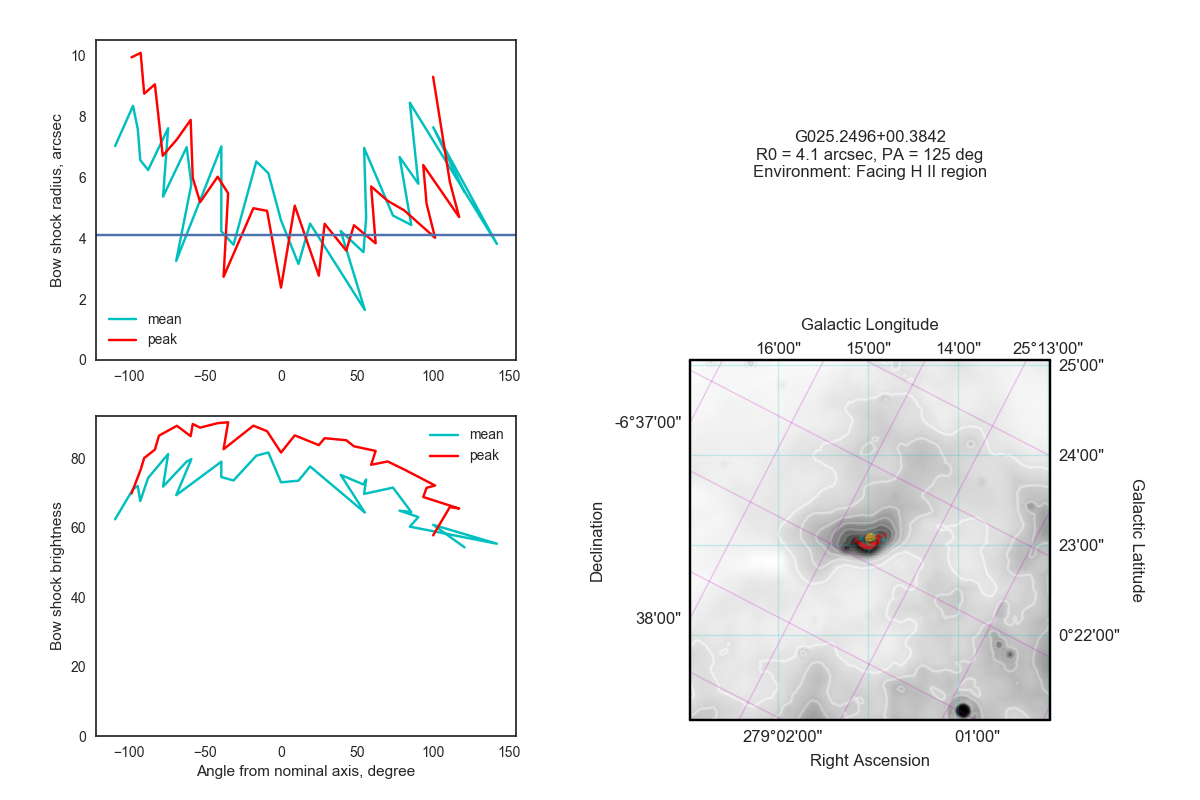 10
8
6
4
2
0
Bow shock radius, arcsec
mean
peak
−100
−50
0
50
100
150
80
60
40
20
0
Bow shock brightness
mean
peak
−100
−50
0
50
100
150
Angle from nominal axis, degree
G025.2496+00.3842
R0 = 4.1 arcsec, PA = 125 deg
Environment: Facing H II region
Galactic Longitude
16'00"
15'00"
14'00"
25°13'00"
25'00"
24'00"
23'00"
0°22'00"
Galactic Latitude
-6°37'00"
38'00"
Declination
279°02'00"
01'00"
Right Ascension